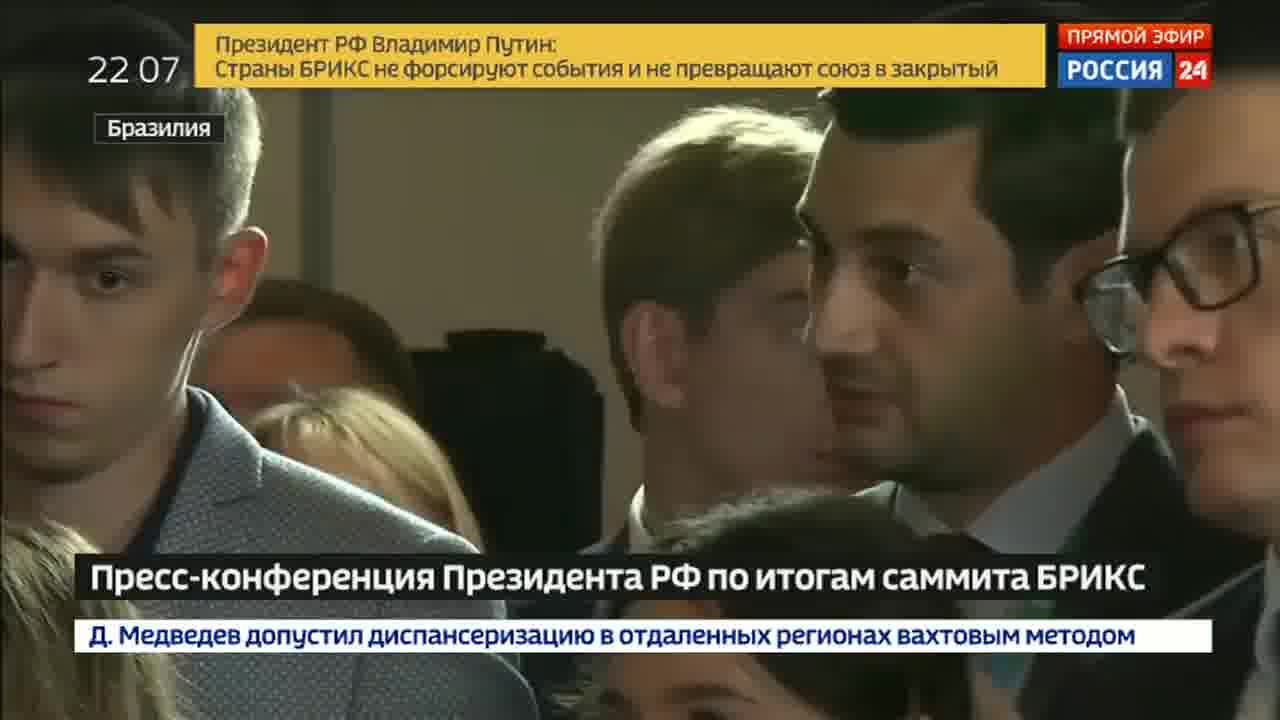 22 07
Президент РФ Владимир Путин:
Страны БРИКС не форсируют события и не превращают союз в закрытый
ПРЯМОЙ ЭФИР
РОССИЯ 24
Бразилия
Пресс-конференция Президента РФ по итогам саммита БРИКС
Д. Медведев допустил диспансеризацию в отдаленных регионах вахтовым методом